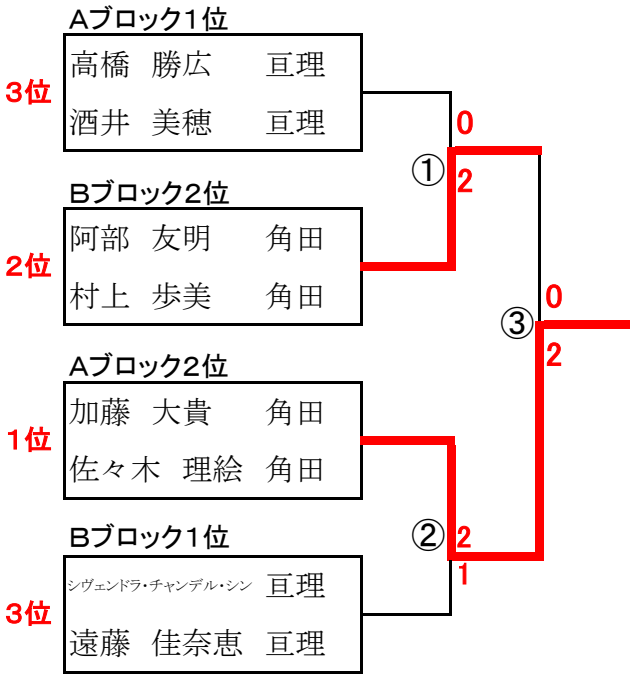 Aブロック1位
高橋 勝広 亘理
3位
酒井 美穂 亘理
0
①
2
Bブロック2位
阿部 友明 角田
2位
村上 歩美 角田
0
③
2
Aブロック2位
加藤 大貴 角田
1位
佐々木 理絵 角田
Bブロック1位
②
2
1
シヴェンドラ・チャンデル・シン 亘理
3位
遠藤 佳奈恵 亘理